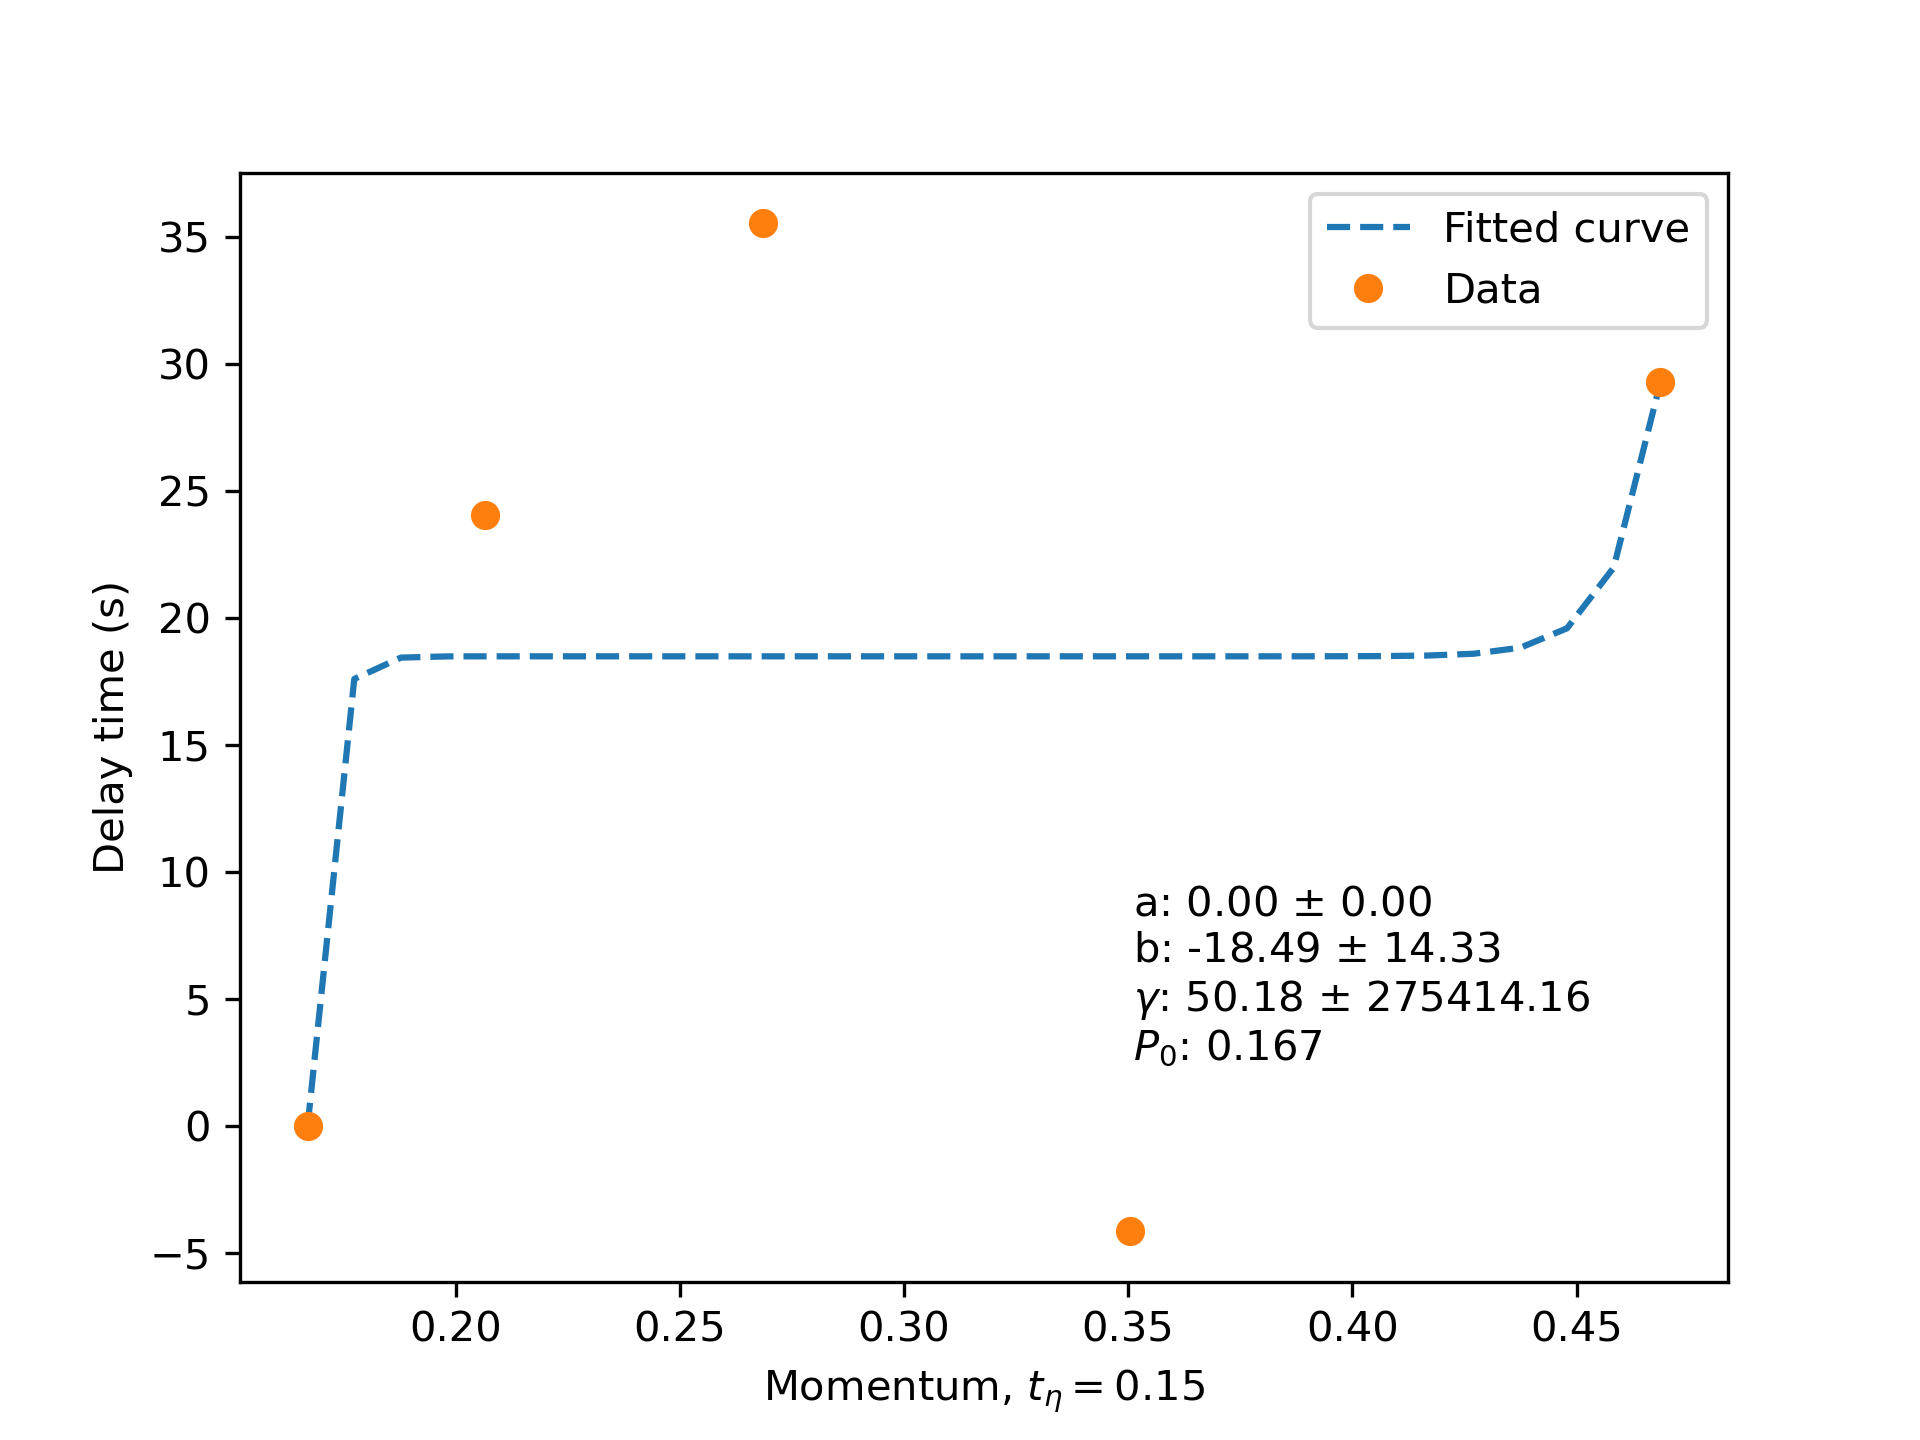 Fitted curve
Data
35
30
25
20
15
10
5
0
−5
Delay time (s)
a: 0.00 ± 0.00
b: -18.49 ± 14.33
γ: 50.18 ± 275414.16
P₀: 0.167
0.20 0.25 0.30 0.35 0.40 0.45
Momentum, tη = 0.15